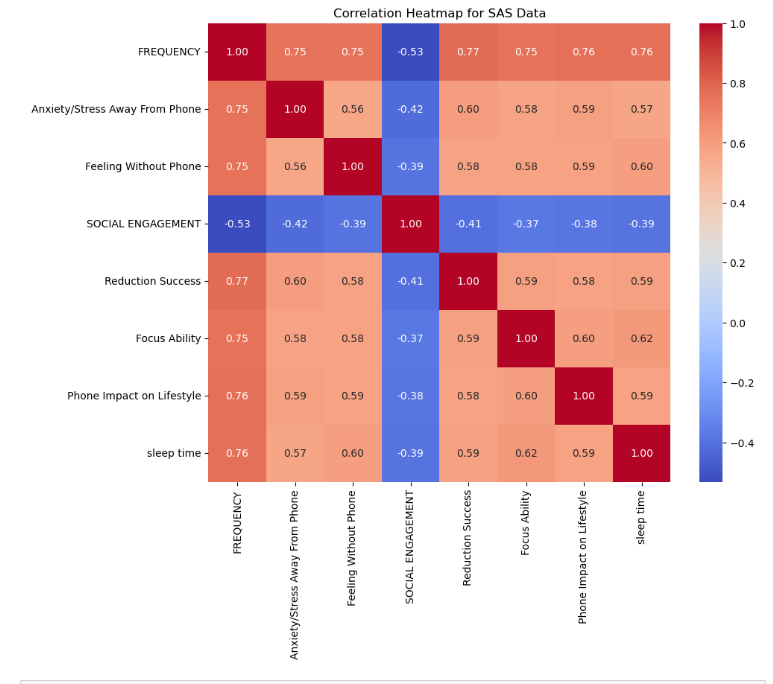 Correlation Heatmap for SAS Data
FREQUENCY 1.00 0.75 0.75 -0.53 0.77 0.75 0.76 0.76
Anxiety/Stress Away From Phone 0.75 1.00 0.56 -0.42 0.60 0.58 0.59 0.57
Feeling Without Phone 0.75 0.56 1.00 -0.39 0.58 0.58 0.59 0.60
SOCIAL ENGAGEMENT -0.53 -0.42 -0.39 1.00 -0.41 -0.37 -0.38 -0.39
Reduction Success 0.77 0.60 0.58 -0.41 1.00 0.59 0.58 0.59
Focus Ability 0.75 0.58 0.58 -0.37 0.59 1.00 0.60 0.62
Phone Impact on Lifestyle 0.76 0.59 0.59 -0.38 0.58 0.60 1.00 0.59
sleep time 0.76 0.57 0.60 -0.39 0.59 0.62 0.59 1.00
FREQUENCY
Anxiety/Stress Away From Phone
Feeling Without Phone
SOCIAL ENGAGEMENT
Reduction Success
Focus Ability
Phone Impact on Lifestyle
sleep time
1.0
0.8
0.6
0.4
0.2
0.0
−0.2
−0.4